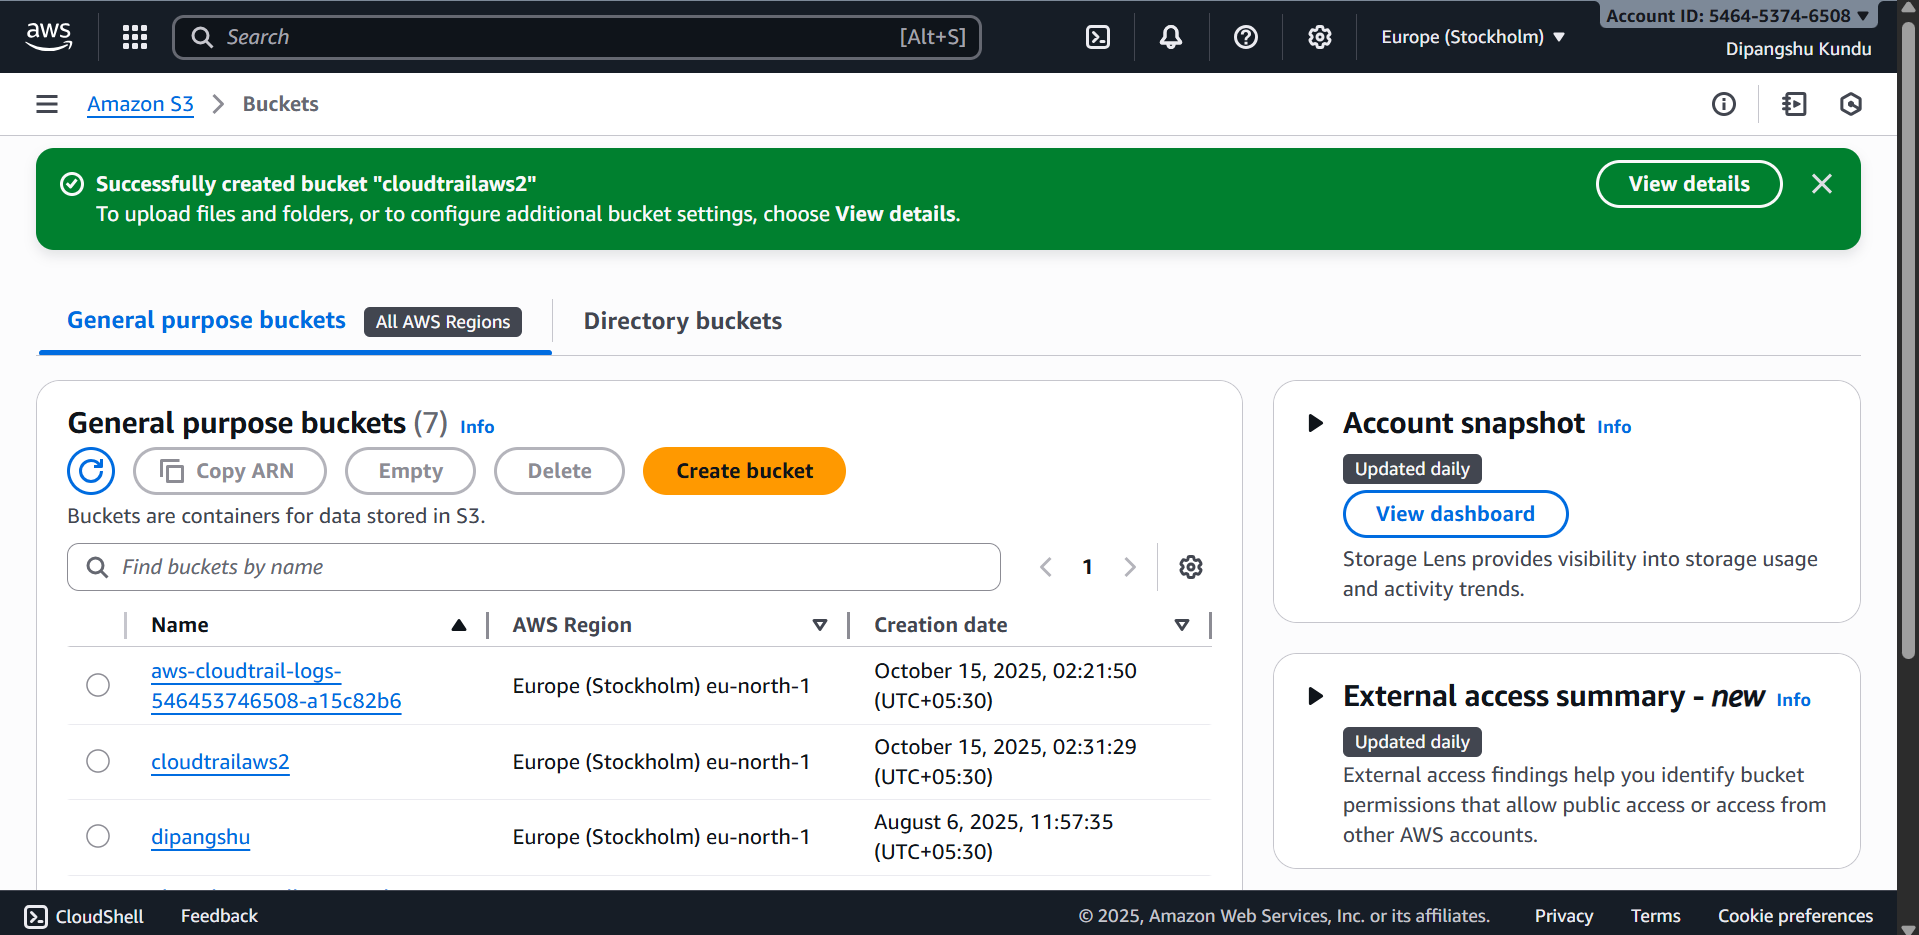 aws
Search
[Alt+S]
Europe (Stockholm)
Account ID: 5464-5374-6508
Dipangshu Kundu
Amazon S3
Buckets
Successfully created bucket "cloudtrailaws2"
To upload files and folders, or to configure additional bucket settings, choose View details.
View details
General purpose buckets
All AWS Regions
Directory buckets
General purpose buckets (7) Info
Copy ARN
Empty
Delete
Create bucket
Buckets are containers for data stored in S3.
Find buckets by name
1
Name
AWS Region
Creation date
aws-cloudtrail-logs-
546453746508-a15c82b6
Europe (Stockholm) eu-north-1
October 15, 2025, 02:21:50
(UTC+05:30)
cloudtrailaws2
Europe (Stockholm) eu-north-1
October 15, 2025, 02:31:29
(UTC+05:30)
dipangshu
Europe (Stockholm) eu-north-1
August 6, 2025, 11:57:35
(UTC+05:30)
Account snapshot Info
Updated daily
View dashboard
Storage Lens provides visibility into storage usage
and activity trends.
External access summary - new Info
Updated daily
External access findings help you identify bucket
permissions that allow public access or access from
other AWS accounts.
CloudShell
Feedback
© 2025, Amazon Web Services, Inc. or its affiliates.
Privacy
Terms
Cookie preferences